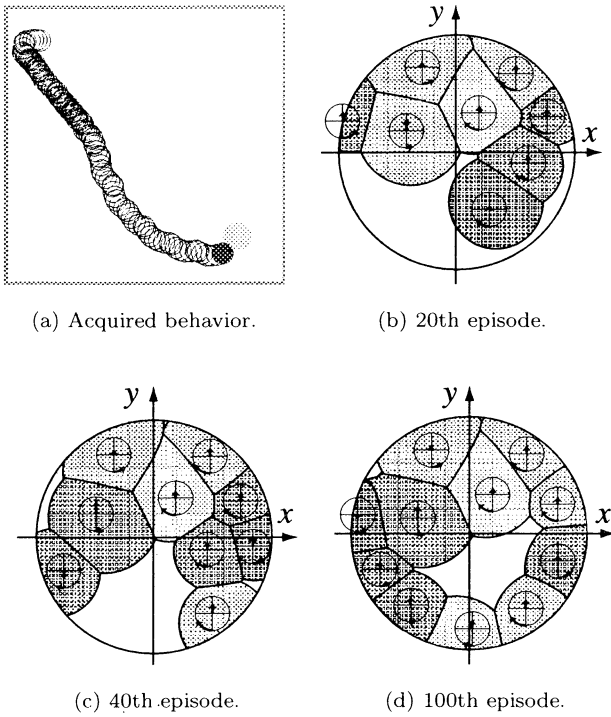 y
x
(a) Acquired behavior.
(b) 20th episode.
y
x
y
x
(c) 40th episode.
(d) 100th episode.